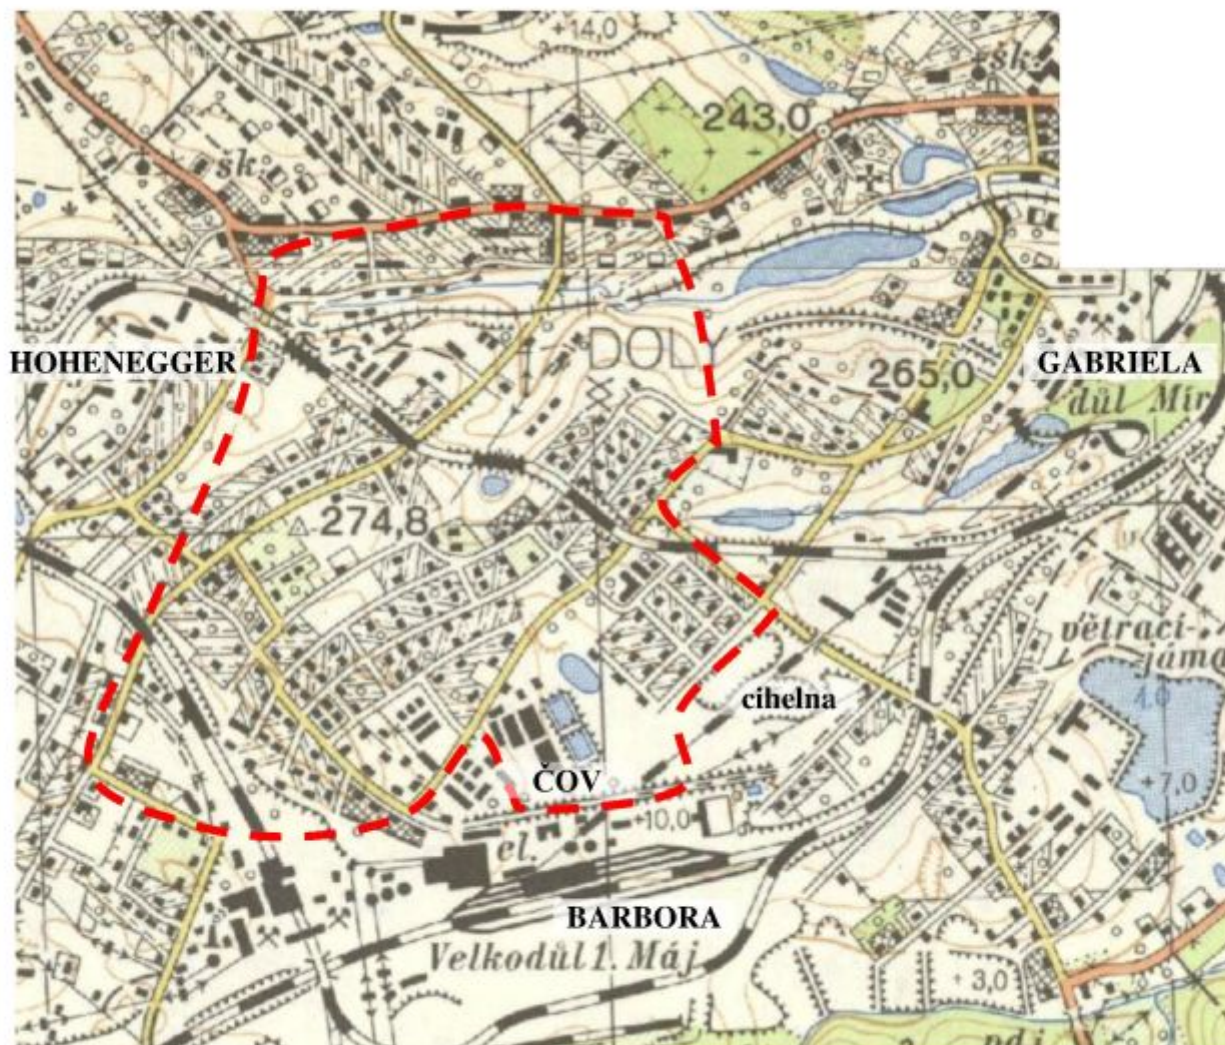 +14,0
šk.
243,0
šk.
DOLY
HOHENEGGER
GABRIELA
265,0
důl Mír
274,8
větrací
jáma
4,0
cihelna
ČOV
+7,0
+10,0
el.
BARBORA
Velkodůl 1. Máj
+3,0